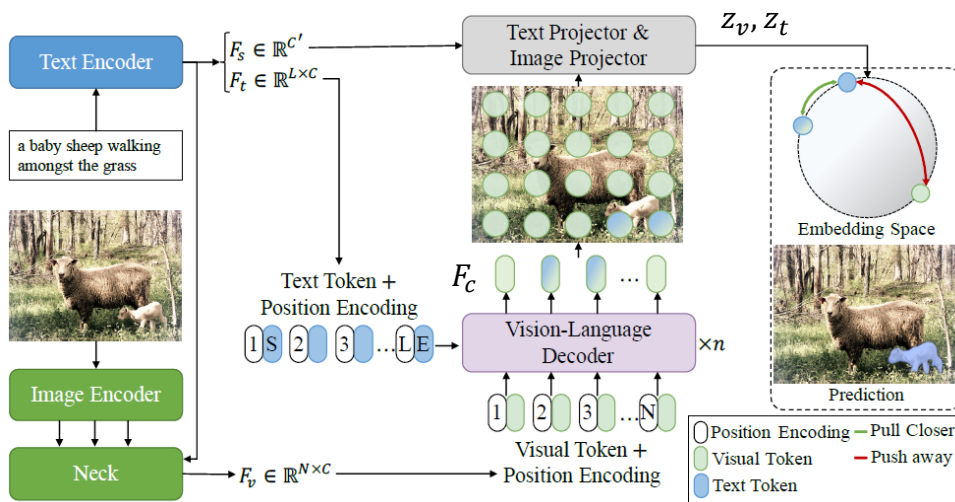 Text Encoder
a baby sheep walking
amongst the grass
Image Encoder
Neck
F_s ∈ ℝ^{C′}
F_t ∈ ℝ^{L×C}
Text Projector &
Image Projector
Z_v, Z_t
Embedding Space
Prediction
F_c
Text Token +
Position Encoding
1 S 2 3 ...L E
Vision-Language
Decoder
×n
1 2 3 ...N
F_v ∈ ℝ^{N×C}
Visual Token +
Position Encoding
Position Encoding
Visual Token
Text Token
Pull Closer
Push away